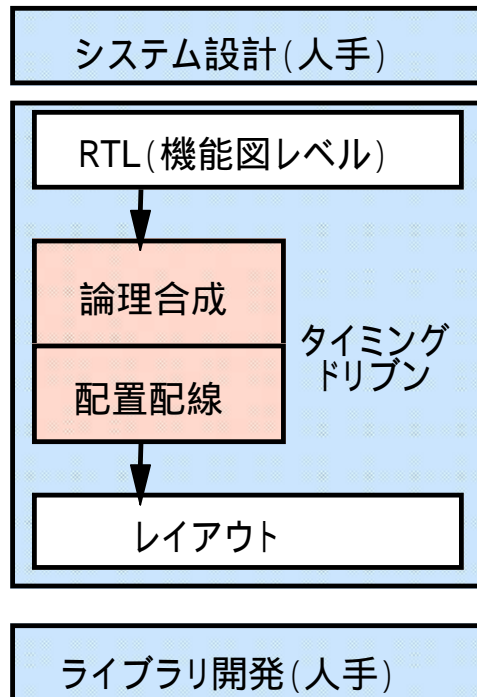 システム設計(人手)
RTL(機能図レベル)
論理合成
タイミング
ドリブン
配置配線
レイアウト
ライブラリ開発(人手)